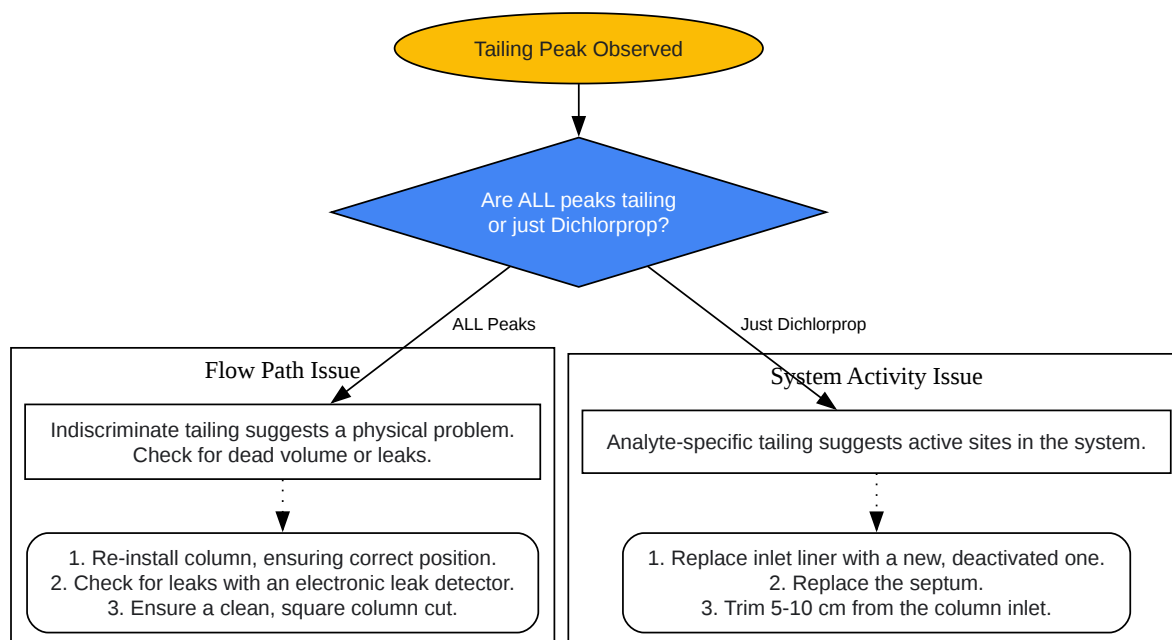 Tailing Peak Observed
Are ALL peaks tailing
or just Dichlorprop?
ALL Peaks
Just Dichlorprop
Flow Path Issue
Indiscriminate tailing suggests a physical problem.
Check for dead volume or leaks.
1. Re-install column, ensuring correct position.
2. Check for leaks with an electronic leak detector.
3. Ensure a clean, square column cut.
System Activity Issue
Analyte-specific tailing suggests active sites in the system.
1. Replace inlet liner with a new, deactivated one.
2. Replace the septum.
3. Trim 5-10 cm from the column inlet.